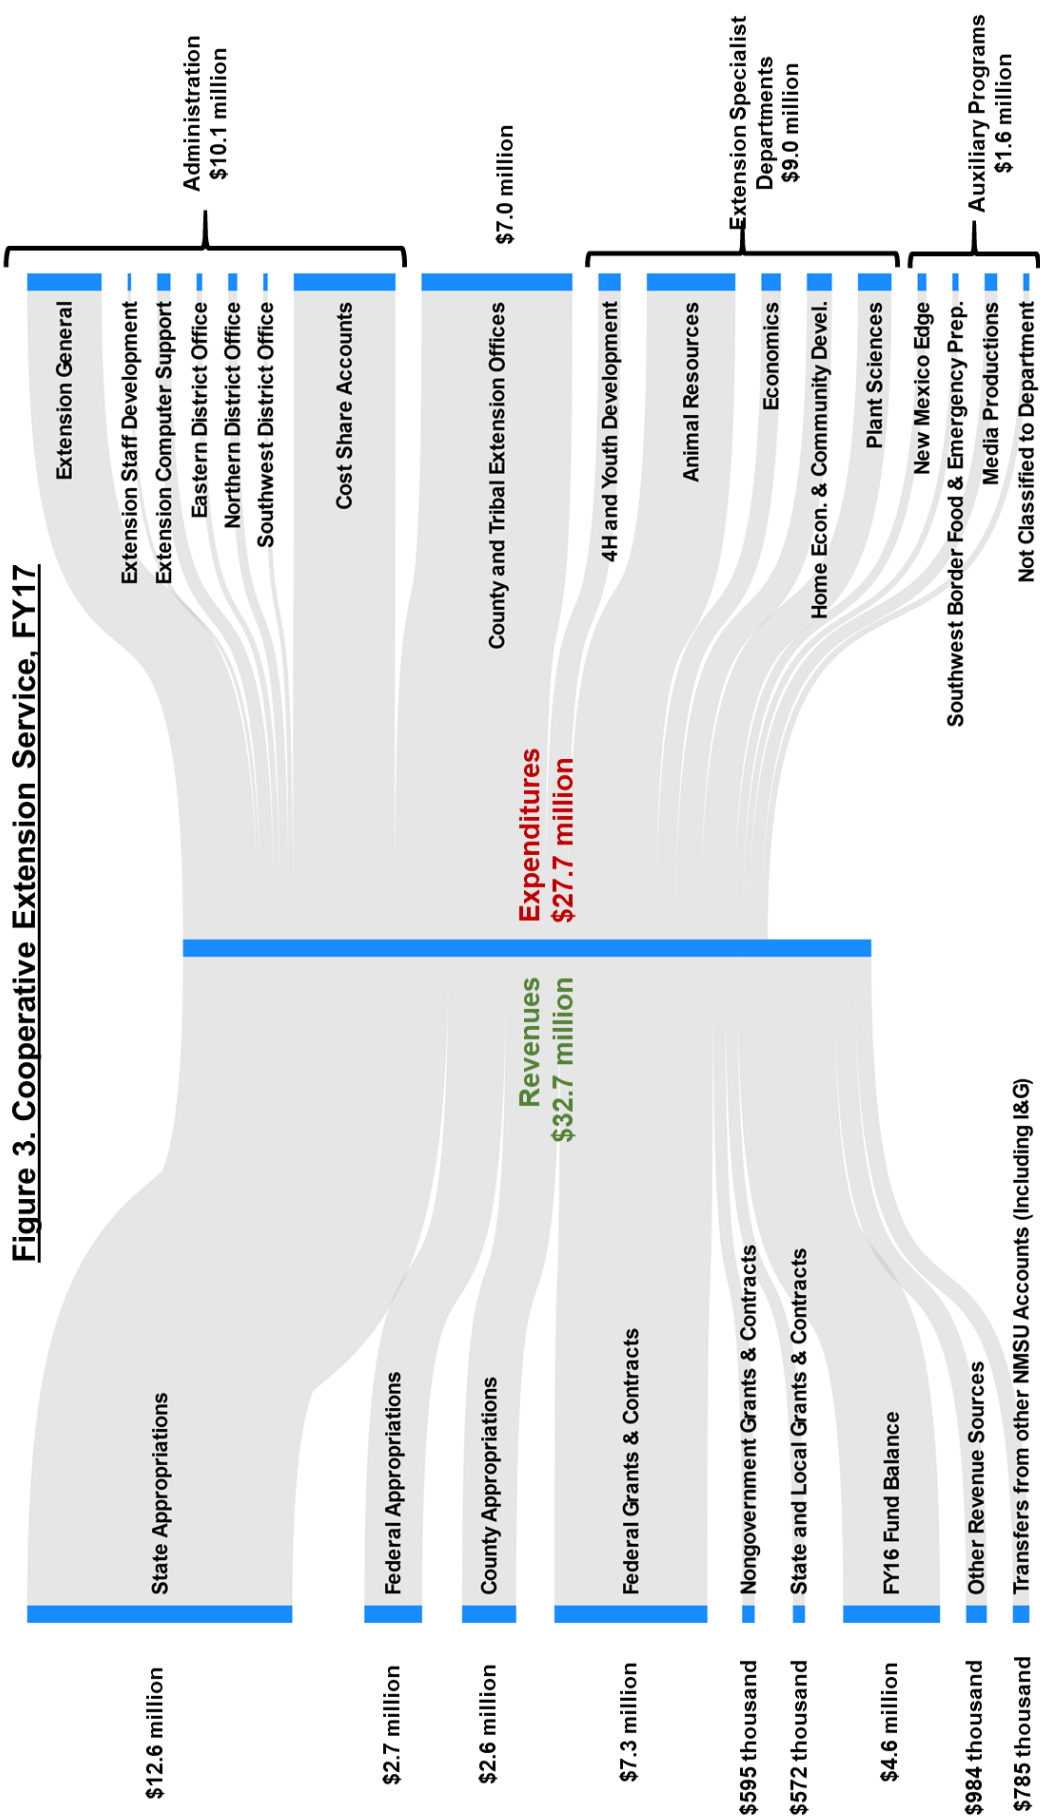 Figure 3. Cooperative Extension Service, FY17
$12.6 million
State Appropriations
$2.7 million
Federal Appropriations
$2.6 million
County Appropriations
$7.3 million
Federal Grants & Contracts
$595 thousand
Nongovernment Grants & Contracts
$572 thousand
State and Local Grants & Contracts
$4.6 million
FY16 Fund Balance
$984 thousand
Other Revenue Sources
$785 thousand
Transfers from other NMSU Accounts (Including I&G)
Revenues
$32.7 million
Expenditures
$27.7 million
Extension General
Extension Staff Development
Extension Computer Support
Eastern District Office
Northern District Office
Southwest District Office
Cost Share Accounts
County and Tribal Extension Offices
4H and Youth Development
Animal Resources
Economics
Home Econ. & Community Devel.
Plant Sciences
New Mexico Edge
Southwest Border Food & Emergency Prep.
Media Productions
Not Classified to Department
Administration
$10.1 million
$7.0 million
Extension Specialist
Departments
$9.0 million
Auxiliary Programs
$1.6 million